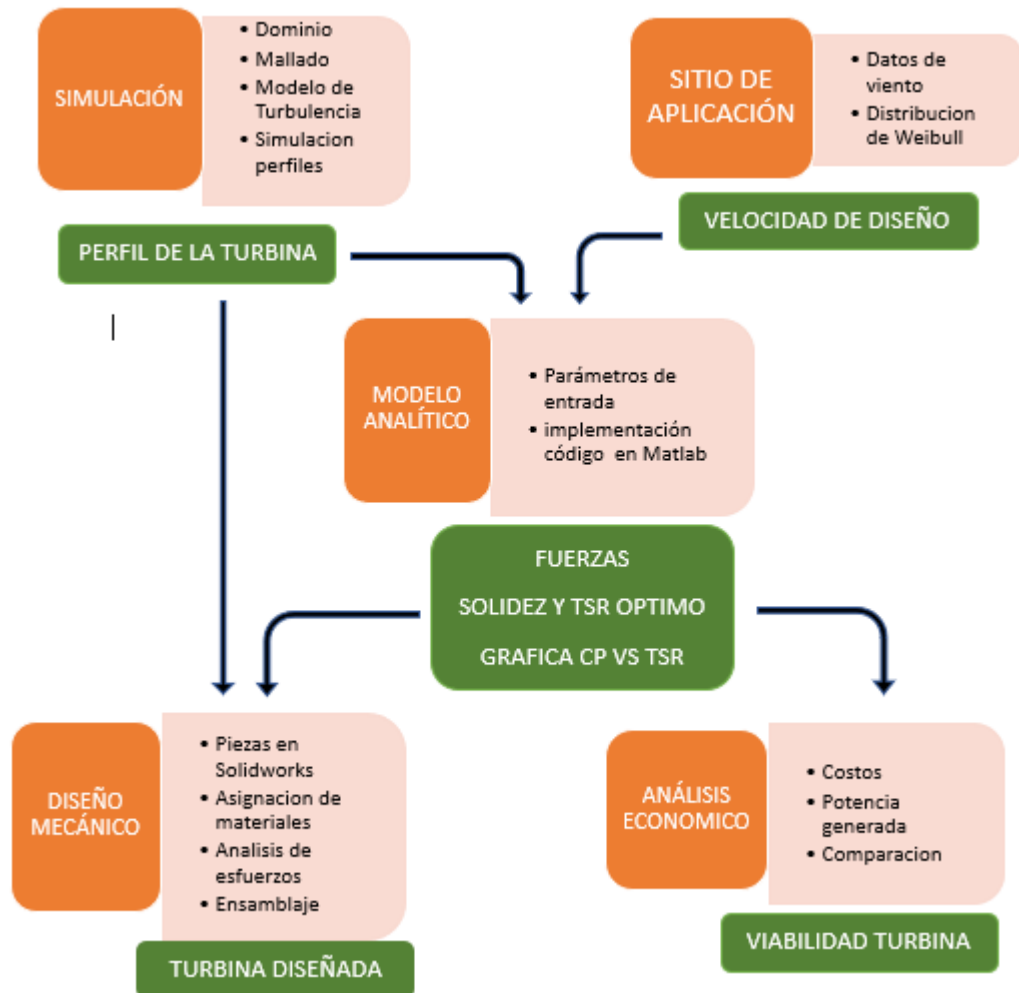 SIMULACIÓN
• Dominio
• Mallado
• Modelo de
Turbulencia
• Simulacion
perfiles
SITIO DE
APLICACIÓN
• Datos de
viento
• Distribucion
de Weibull
PERFIL DE LA TURBINA
VELOCIDAD DE DISEÑO
MODELO
ANALÍTICO
• Parámetros de
entrada
• implementación
código en Matlab
FUERZAS
SOLIDEZ Y TSR OPTIMO
GRAFICA CP VS TSR
DISEÑO
MECÁNICO
• Piezas en
Solidworks
• Asignacion de
materiales
• Analisis de
esfuerzos
• Ensamblaje
TURBINA DISEÑADA
ANÁLISIS
ECONOMICO
• Costos
• Potencia
generada
• Comparacion
VIABILIDAD TURBINA